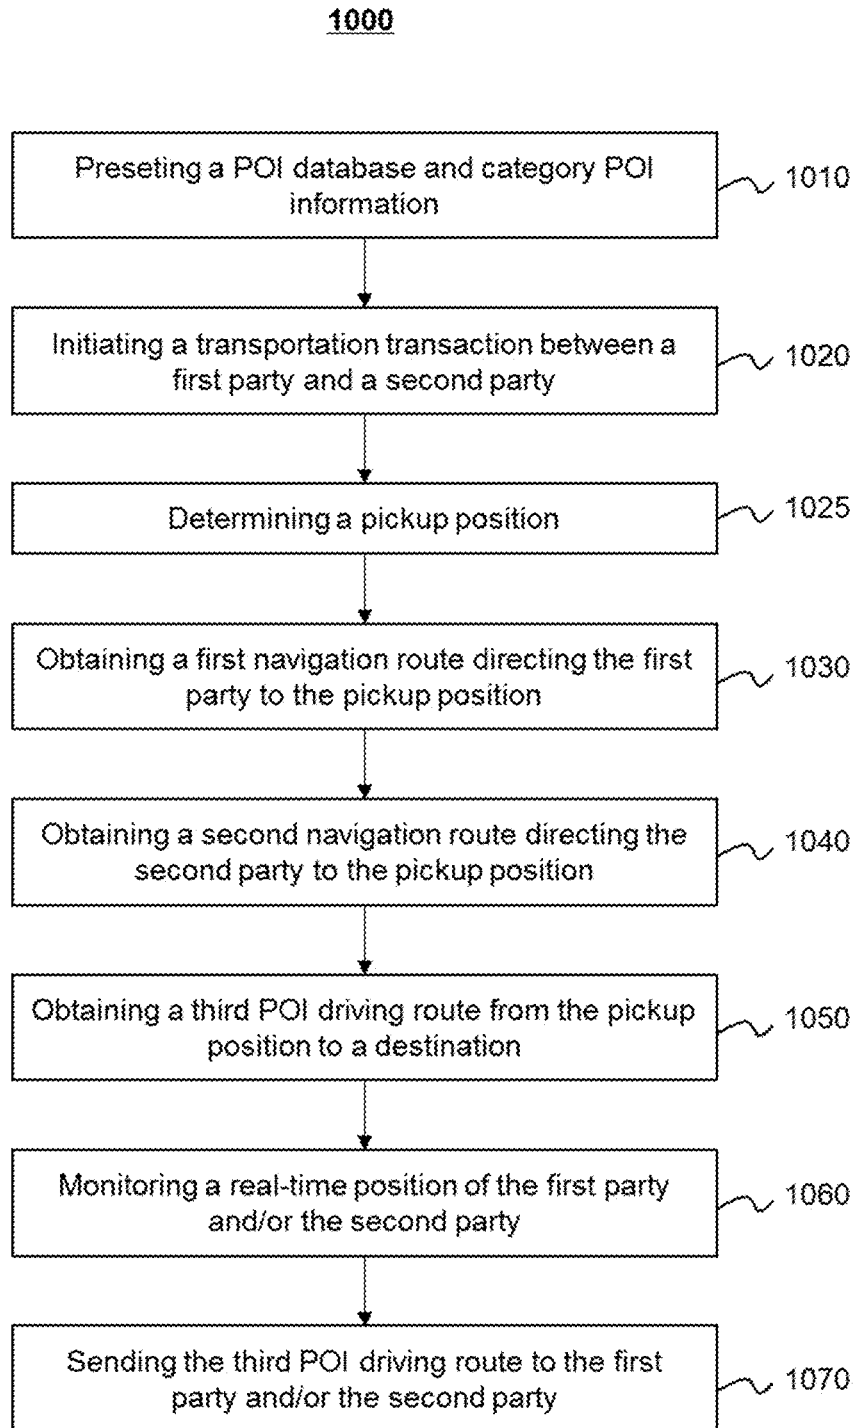 1000
Preseting a POI database and category POI
information
1010
Initiating a transportation transaction between a
first party and a second party
1020
Determining a pickup position
1025
Obtaining a first navigation route directing the first
party to the pickup position
1030
Obtaining a second navigation route directing the
second party to the pickup position
1040
Obtaining a third POI driving route from the pickup
position to a destination
1050
Monitoring a real-time position of the first party
and/or the second party
1060
Sending the third POI driving route to the first
party and/or the second party
1070